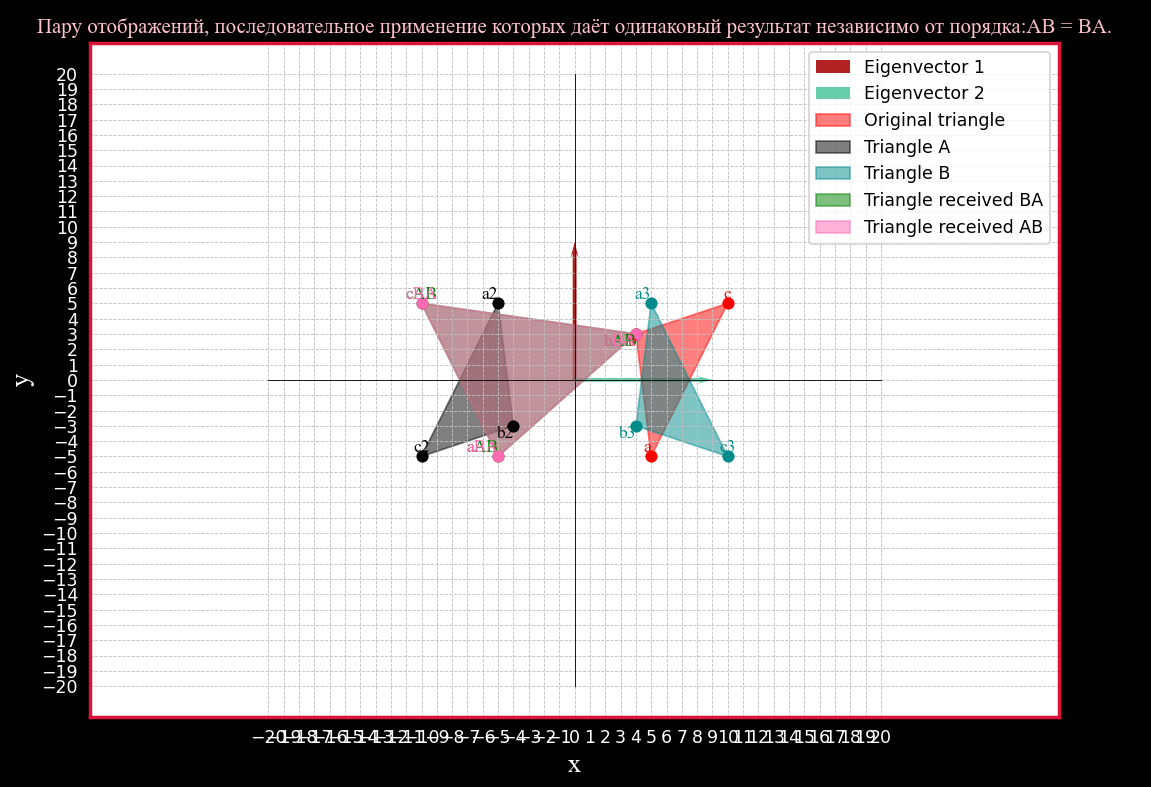 Пару отображений, последовательное применение которых даёт одинаковый результат независимо от порядка:AB = BA.
Eigenvector 1
Eigenvector 2
Original triangle
Triangle A
Triangle B
Triangle received BA
Triangle received AB
20
19
18
17
16
15
14
13
12
11
10
9
8
7
6
5
4
3
2
1
0
−1
−2
−3
−4
−5
−6
−7
−8
−9
−10
−11
−12
−13
−14
−15
−16
−17
−18
−19
−20
y
a2
a3
c
b2
b3
c2
a
c3
−20−19−18−17−16−15−14−13−12−11−10−9−8−7−6−5−4−3−2−1 0 1 2 3 4 5 6 7 8 9 10 11 12 13 14 15 16 17 18 19 20
x